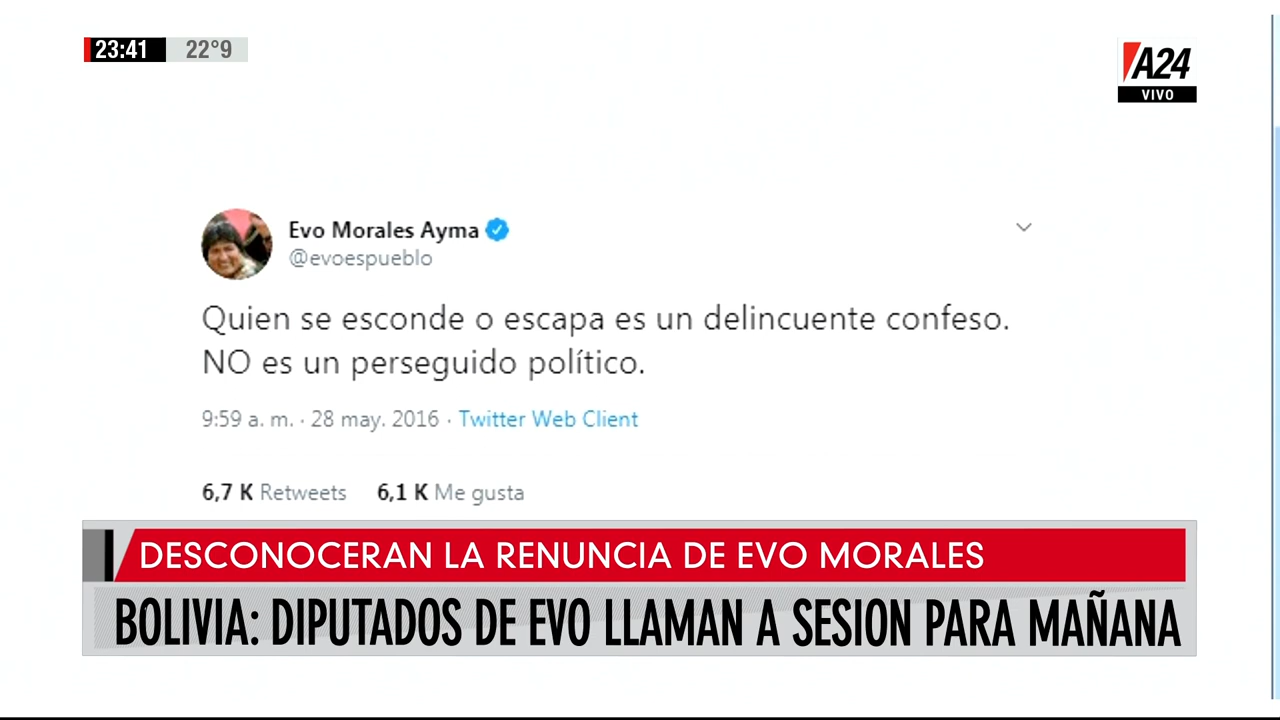 23:41 22°9
A24
VIVO
Evo Morales Ayma
@evoespueblo
Quien se esconde o escapa es un delincuente confeso.
NO es un perseguido político.
9:59 a. m. · 28 may. 2016 · Twitter Web Client
6,7 K Retweets 6,1 K Me gusta
DESCONOCERAN LA RENUNCIA DE EVO MORALES
BOLIVIA: DIPUTADOS DE EVO LLAMAN A SESION PARA MAÑANA